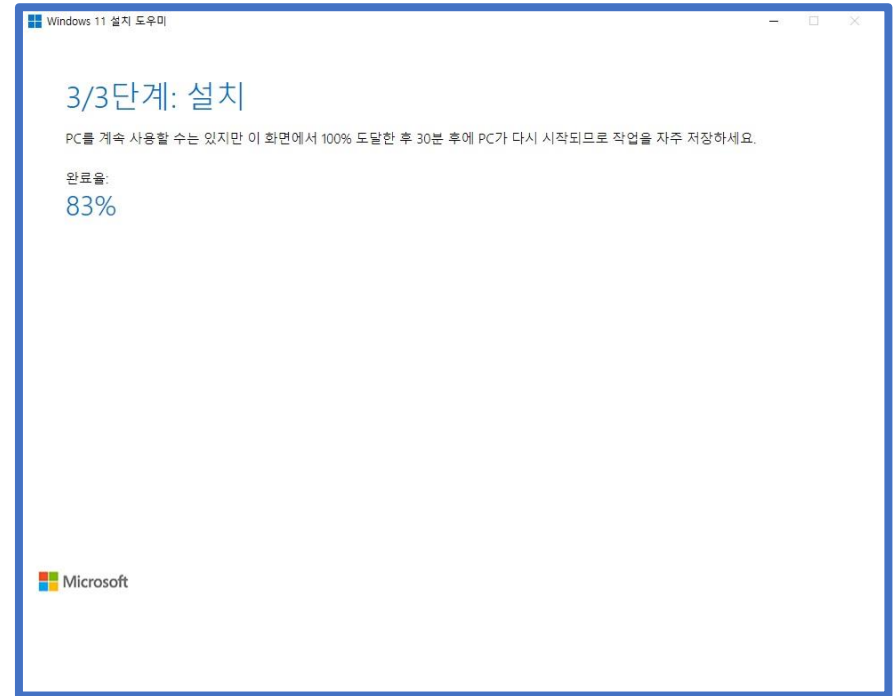 Windows 11 설치 도우미
3/3단계: 설치
PC를 계속 사용할 수는 있지만 이 화면에서 100% 도달한 후 30분 후에 PC가 다시 시작되므로 작업을 자주 저장하세요.
완료율:
83%
Microsoft